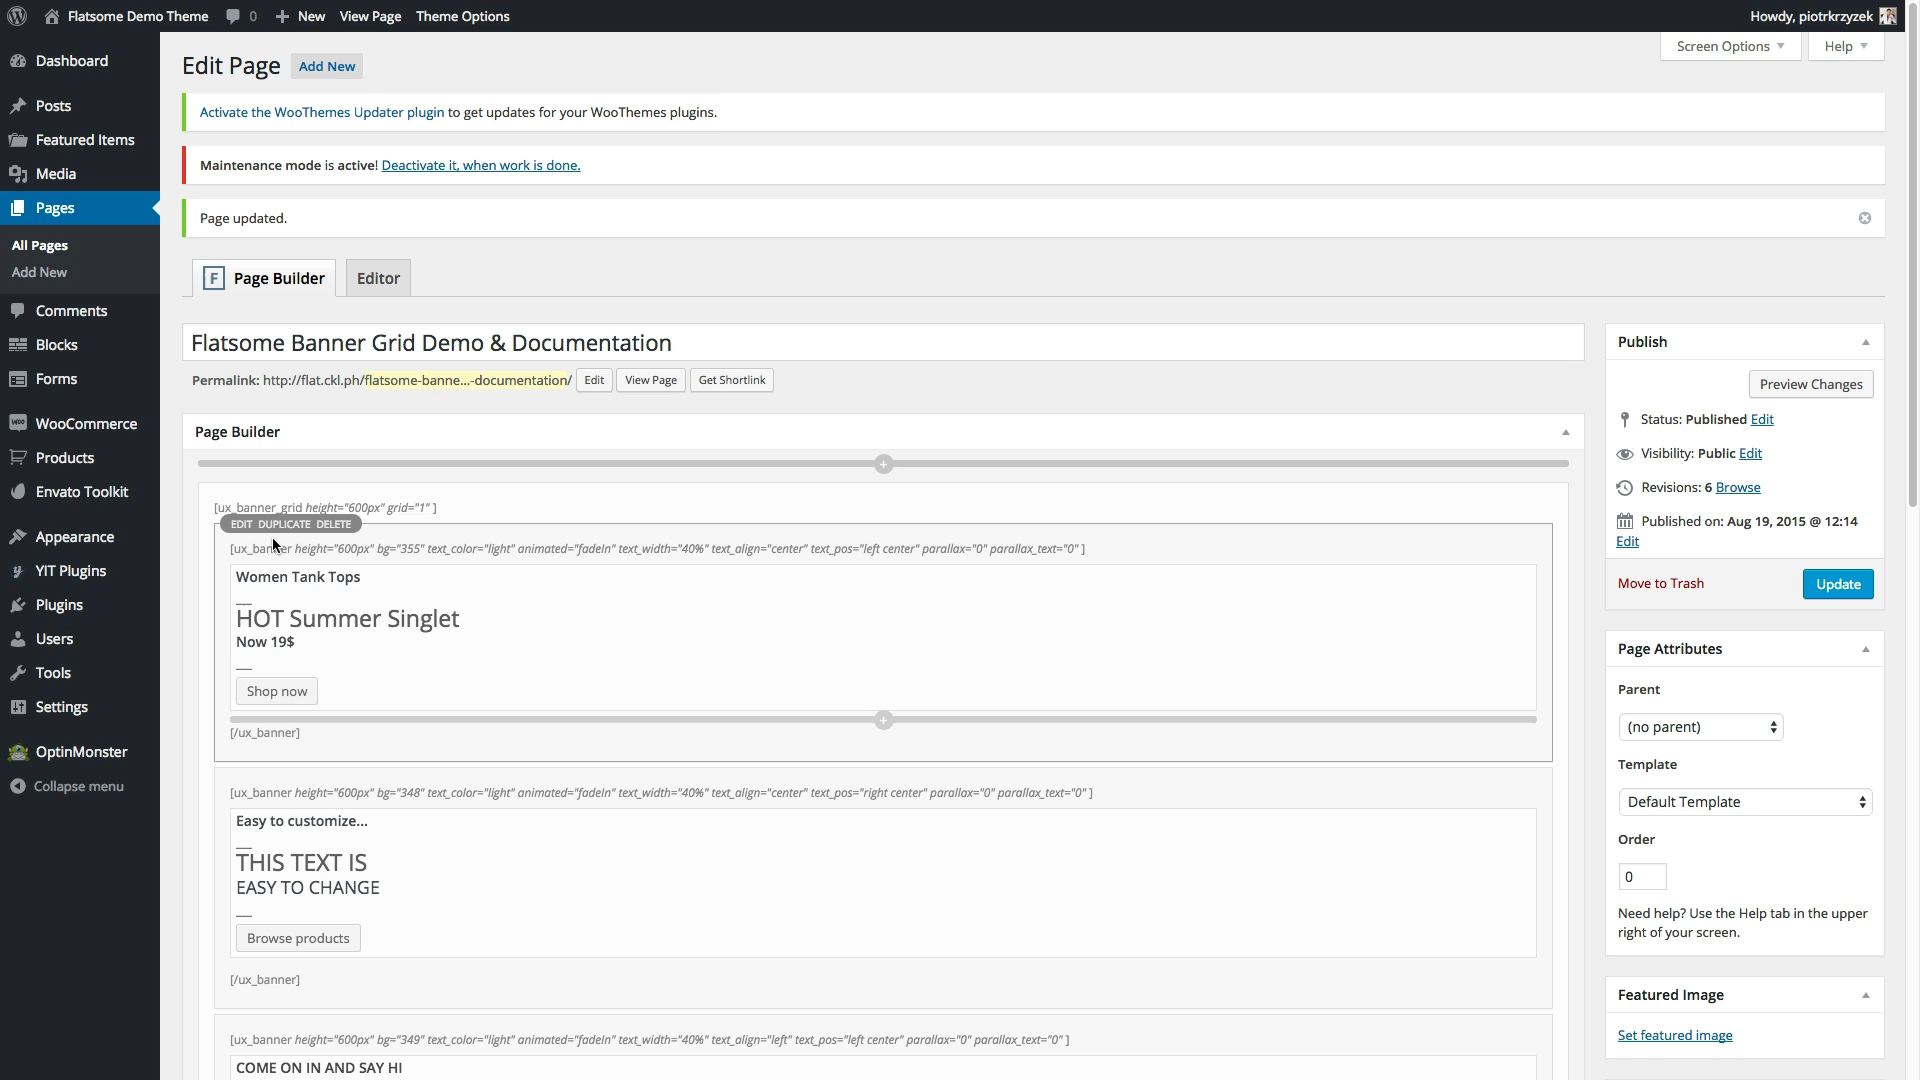 Flatsome Demo Theme 0 New View Page Theme Options Howdy, piotrkrzyzek
Screen Options Help
Dashboard
Posts
Featured Items
Media
Pages
All Pages
Add New
Comments
Blocks
Forms
WooCommerce
Products
Envato Toolkit
Appearance
YIT Plugins
Plugins
Users
Tools
Settings
OptinMonster
Collapse menu
Edit Page Add New
Activate the WooThemes Updater plugin to get updates for your WooThemes plugins.
Maintenance mode is active! Deactivate it, when work is done.
Page updated.
F Page Builder Editor
Flatsome Banner Grid Demo & Documentation
Permalink: http://flat.ckl.ph/flatsome-banne...-documentation/ Edit View Page Get Shortlink
Page Builder
[ux_banner_grid height="600px" grid="1" ]
EDIT DUPLICATE DELETE
[ux_banner height="600px" bg="355" text_color="light" animated="fadeIn" text_width="40%" text_align="center" text_pos="left center" parallax="0" parallax_text="0" ]
Women Tank Tops
HOT Summer Singlet
Now 19$
Shop now
[/ux_banner]
[ux_banner height="600px" bg="348" text_color="light" animated="fadeIn" text_width="40%" text_align="center" text_pos="right center" parallax="0" parallax_text="0" ]
Easy to customize...
THIS TEXT IS
EASY TO CHANGE
Browse products
[/ux_banner]
[ux_banner height="600px" bg="349" text_color="light" animated="fadeIn" text_width="40%" text_align="left" text_pos="left center" parallax="0" parallax_text="0" ]
COME ON IN AND SAY HI
Publish
Preview Changes
Status: Published Edit
Visibility: Public Edit
Revisions: 6 Browse
Published on: Aug 19, 2015 @ 12:14
Edit
Move to Trash Update
Page Attributes
Parent
(no parent)
Template
Default Template
Order
0
Need help? Use the Help tab in the upper
right of your screen.
Featured Image
Set featured image